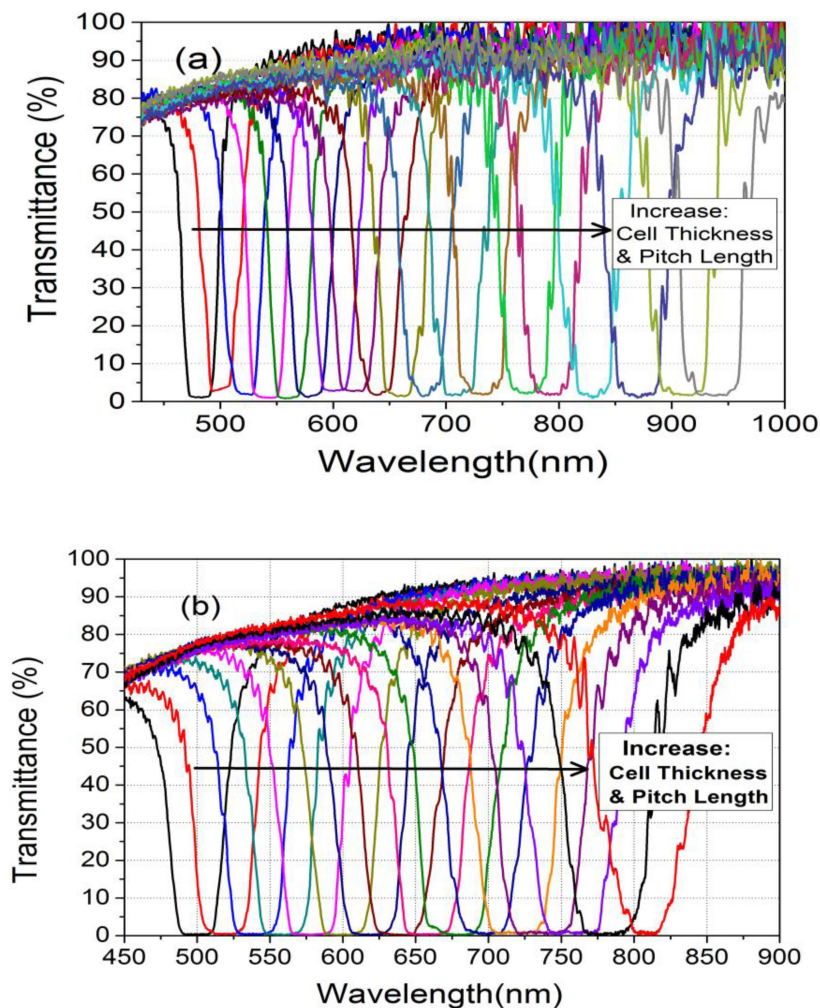 (a)
Transmittance (%)
100
90
80
70
60
50
40
30
20
10
0
Increase:
Cell Thickness
& Pitch Length
500 600 700 800 900 1000
Wavelength(nm)
(b)
Transmittance (%)
100
90
80
70
60
50
40
30
20
10
0
Increase:
Cell Thickness
& Pitch Length
450 500 550 600 650 700 750 800 850 900
Wavelength(nm)